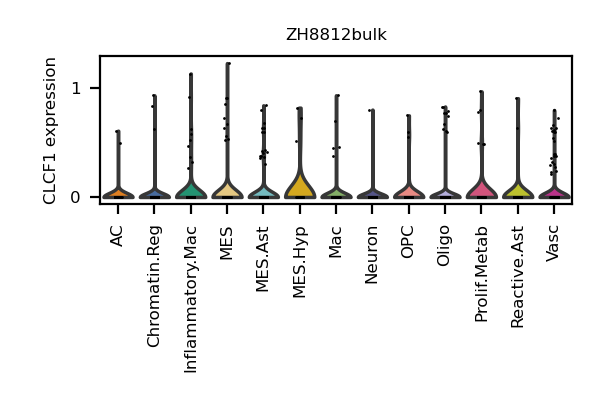 ZH8812bulk
CLCF1 expression
1
0
AC
Chromatin.Reg
Inflammatory.Mac
MES
MES.Ast
MES.Hyp
Mac
Neuron
OPC
Oligo
Prolif.Metab
Reactive.Ast
Vasc